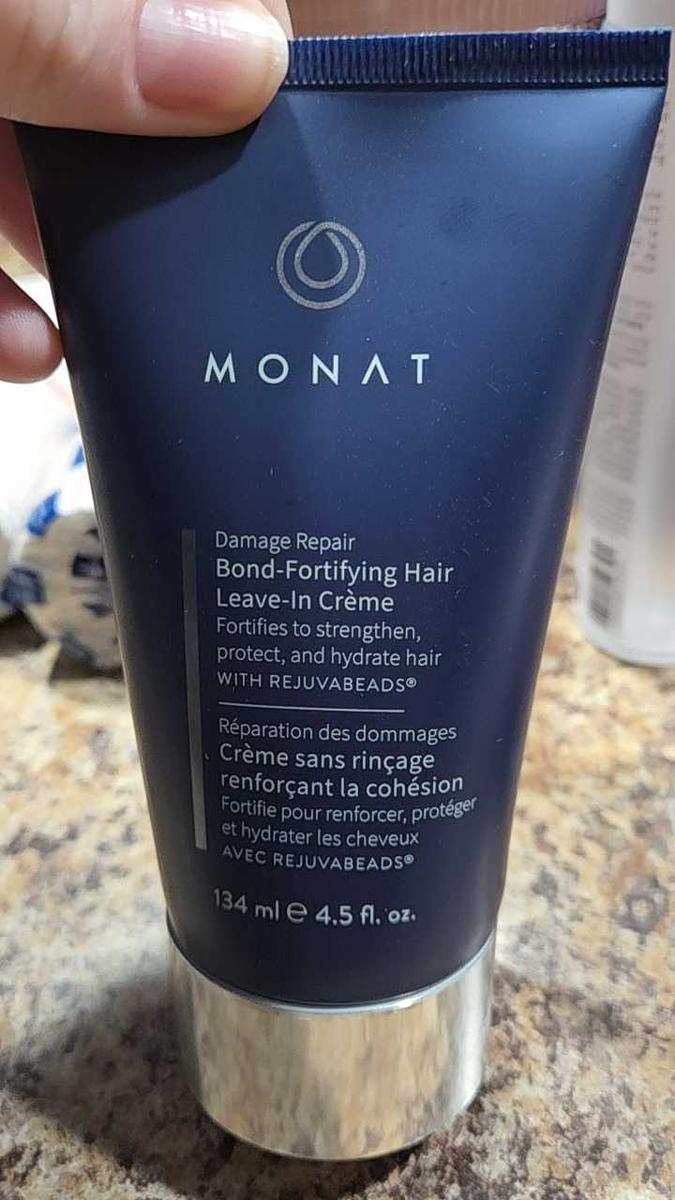 MONAT
Damage Repair
Bond-Fortifying Hair
Leave-In Crème
Fortifies to strengthen,
protect, and hydrate hair
WITH REJUVABEADS®
Réparation des dommages
Crème sans rinçage
renforçant la cohésion
Fortifie pour renforcer, protéger
et hydrater les cheveux
AVEC REJUVABEADS®
134 ml ℮ 4.5 fl. oz.